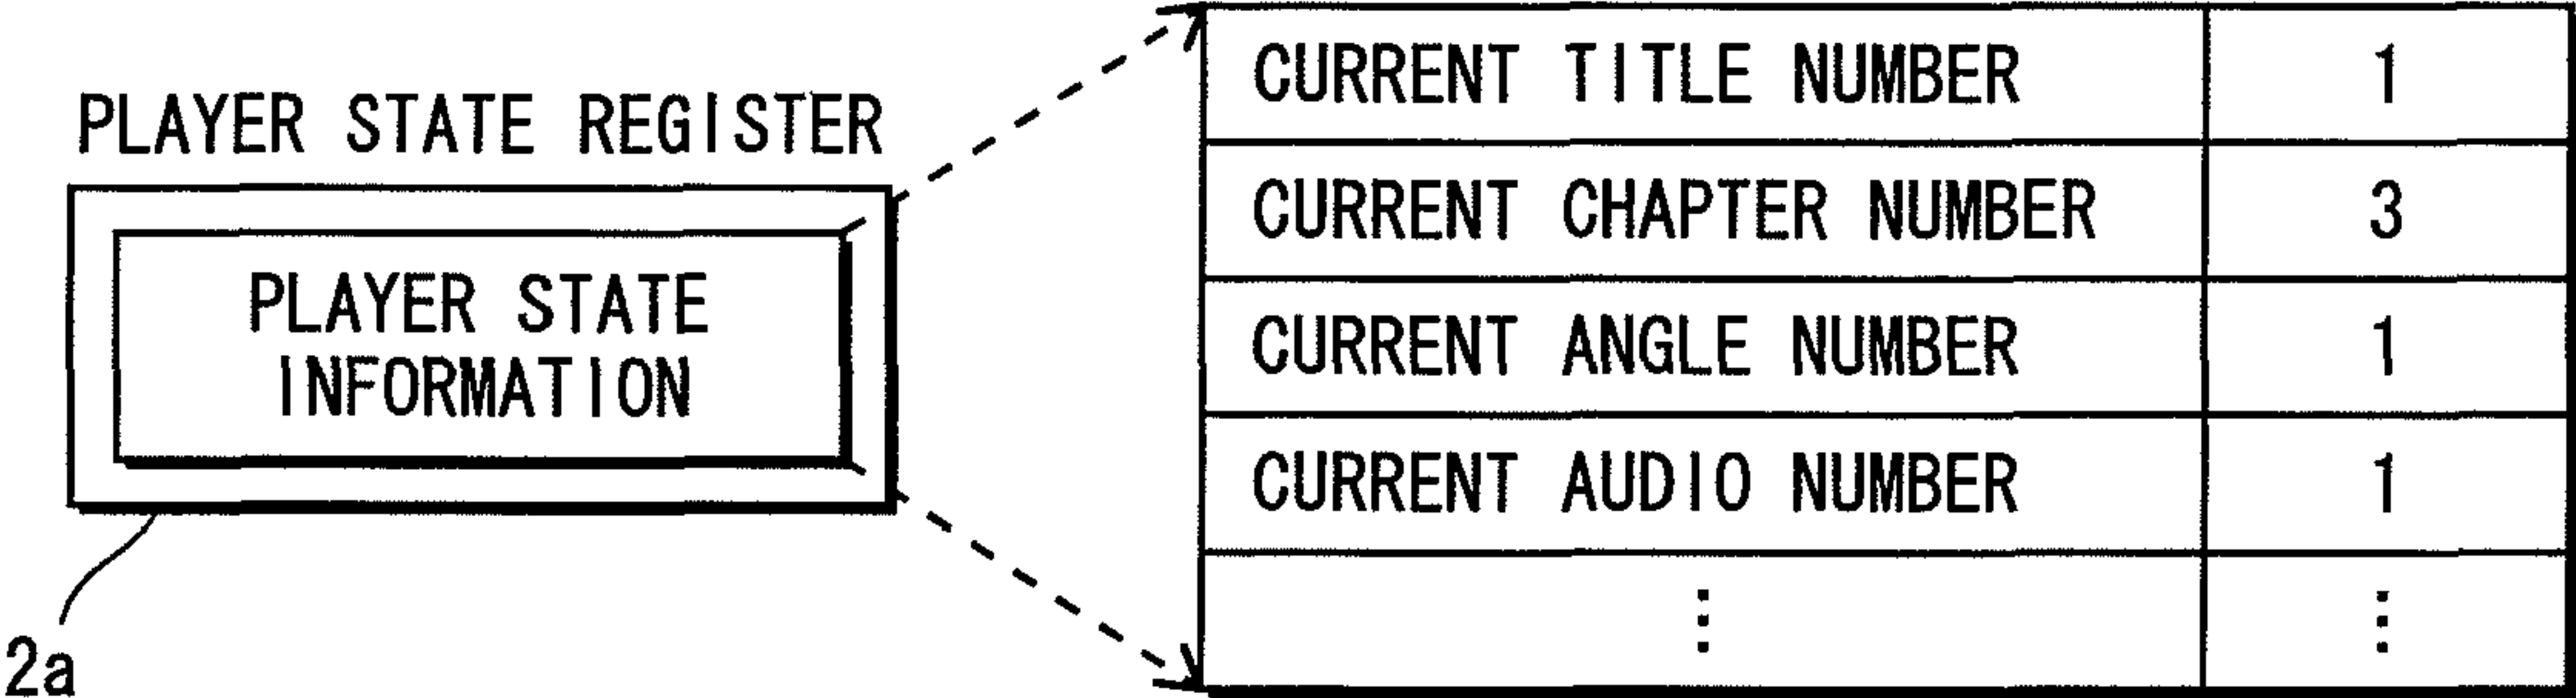 PLAYER STATE REGISTER
PLAYER STATE
INFORMATION
2a
CURRENT TITLE NUMBER 1
CURRENT CHAPTER NUMBER 3
CURRENT ANGLE NUMBER 1
CURRENT AUDIO NUMBER 1
⋮ ⋮